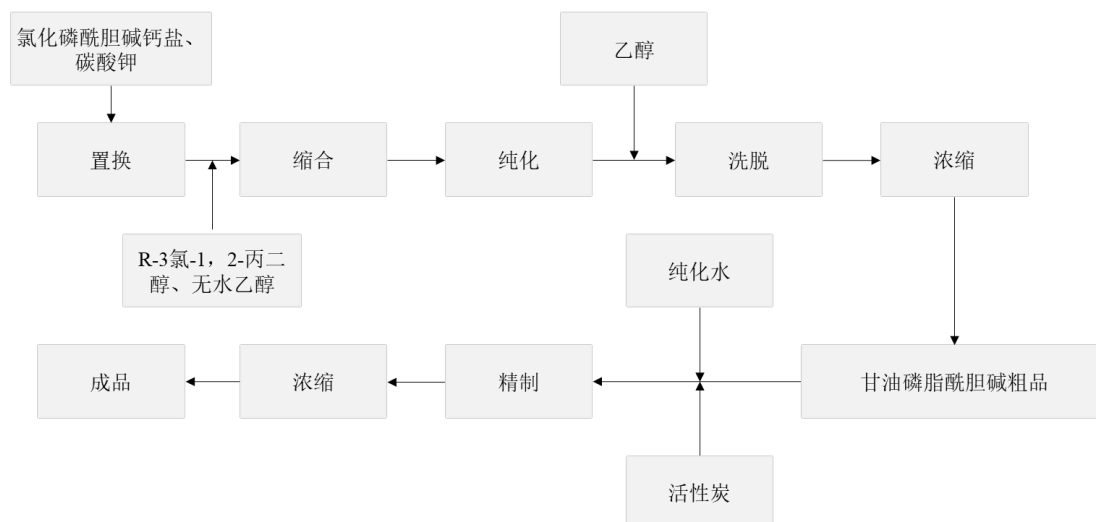 氯化磷酰胆碱钙盐、
碳酸钾
乙醇
置换
缩合
纯化
洗脱
浓缩
R-3氯-1，2-丙二
醇、无水乙醇
纯化水
成品
浓缩
精制
甘油磷脂酰胆碱粗品
活性炭